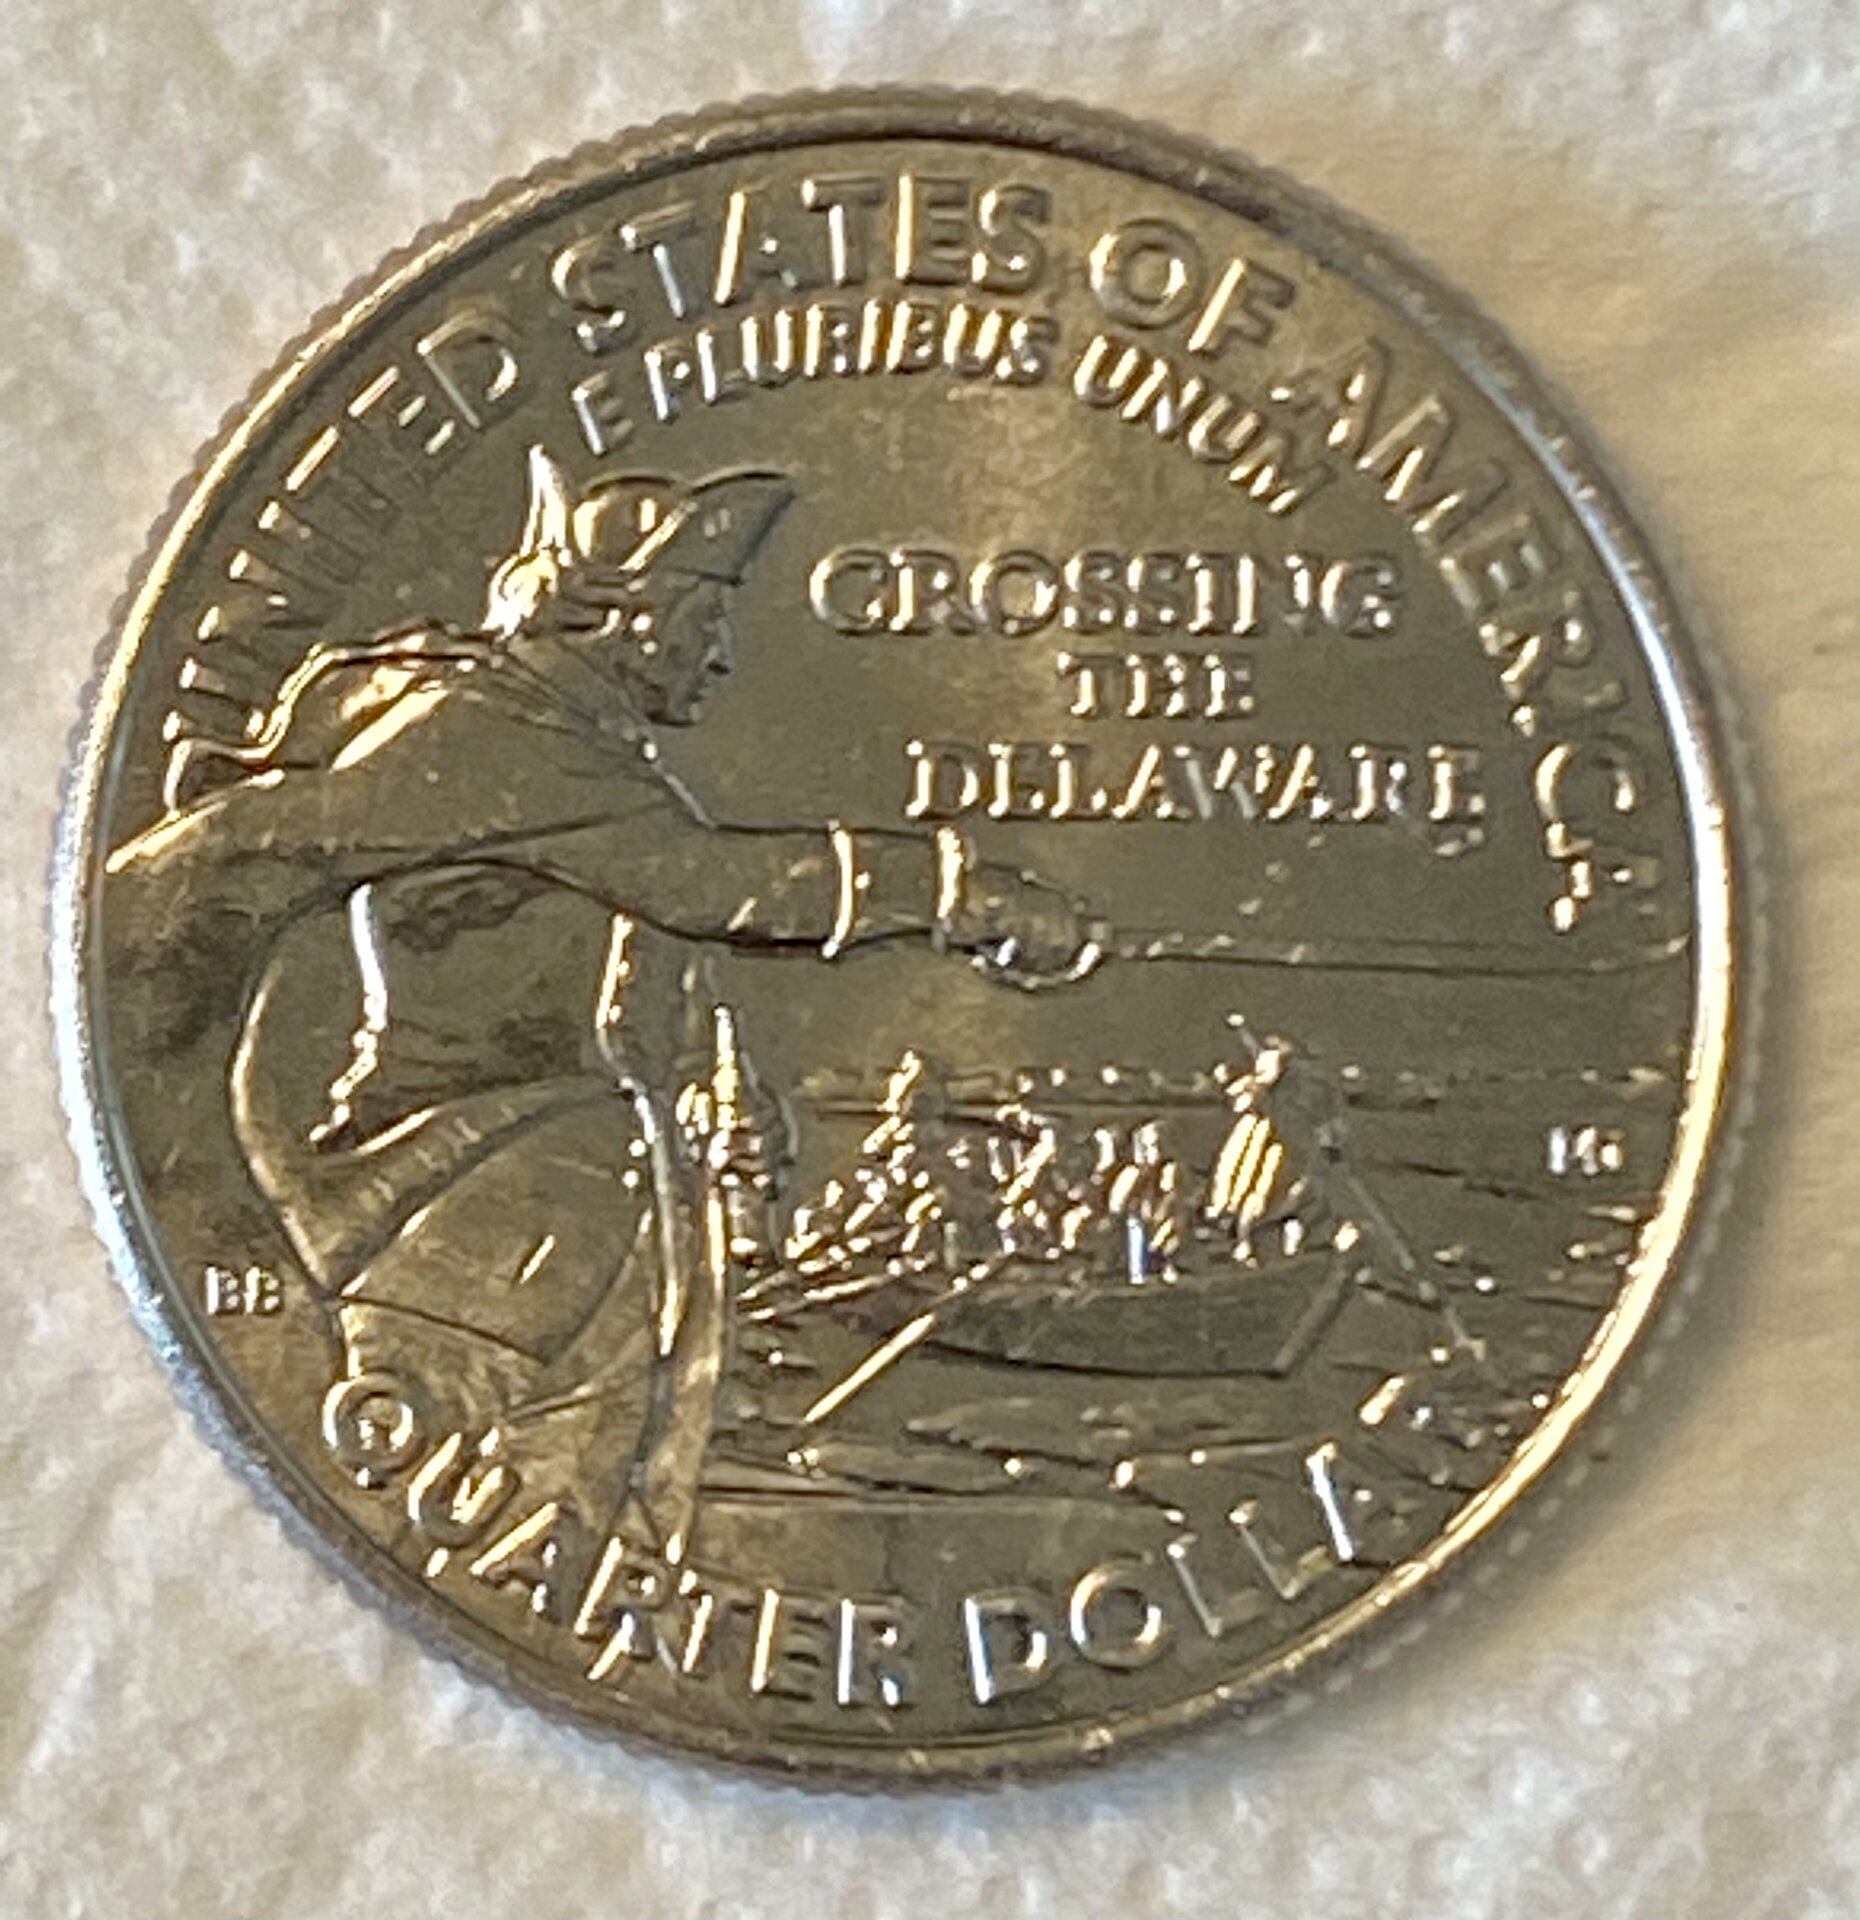 UNITED STATES OF AMERICA
E PLURIBUS UNUM
CROSSING
THE
DELAWARE
BB
QUARTER DOLLAR